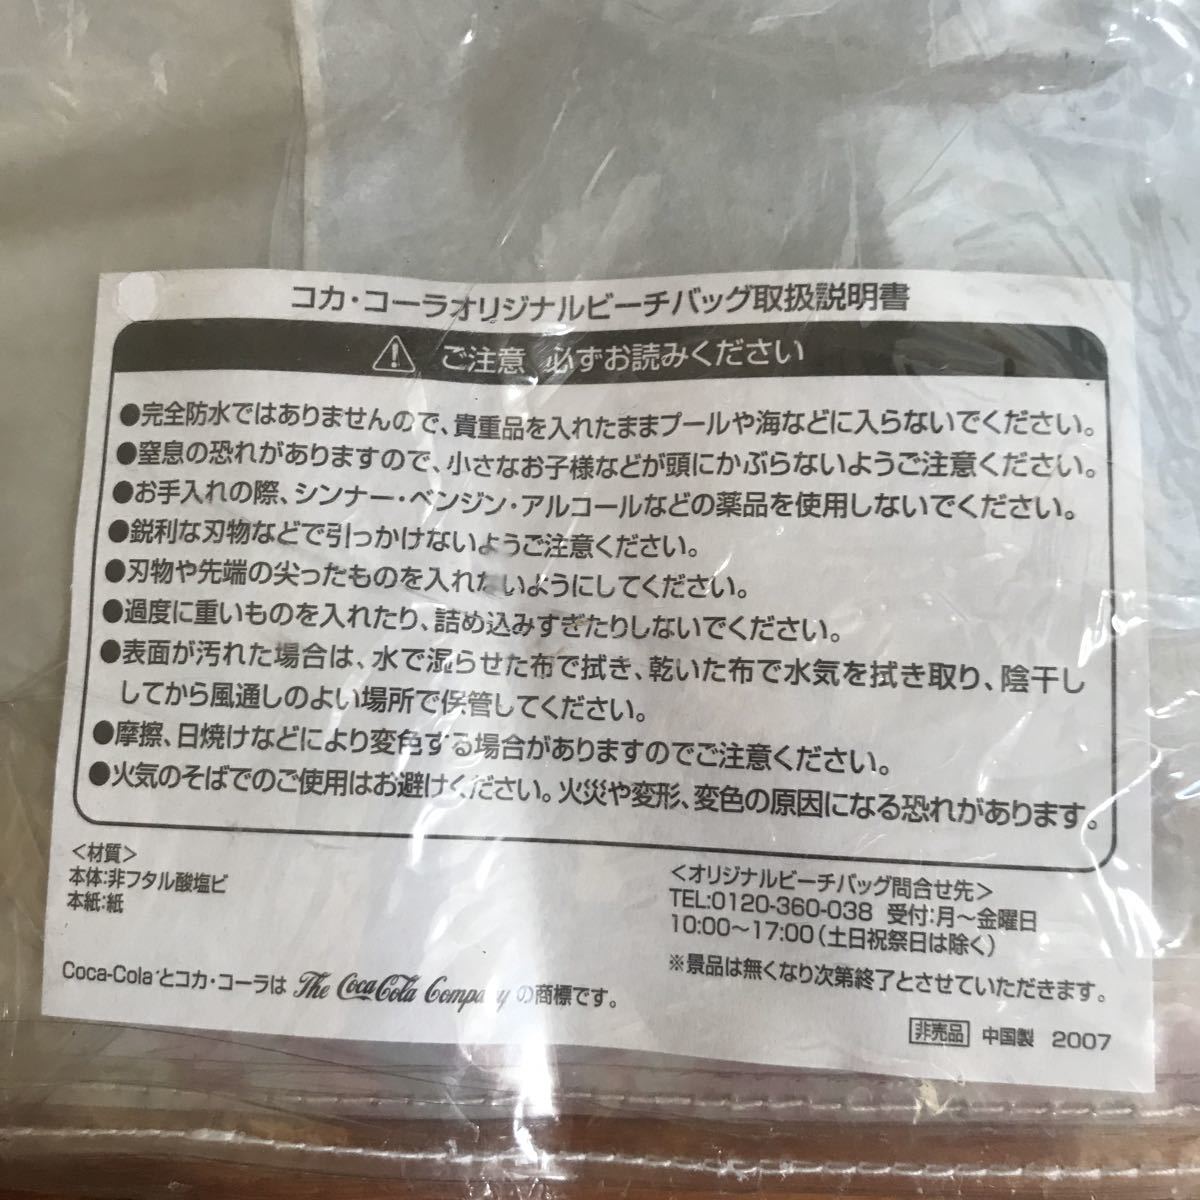 コカ・コーラオリジナルビーチバッグ取扱説明書
ご注意 必ずお読みください
●完全防水ではありませんので、貴重品を入れたままプールや海などに入らないでください。
●窒息の恐れがありますので、小さなお子様などが頭にかぶらないようご注意ください。
●お手入れの際、シンナー・ベンジン・アルコールなどの薬品を使用しないでください。
●鋭利な刃物などで引っかけないようご注意ください。
●刃物や先端の尖ったものを入れないようにしてください。
●過度に重いものを入れたり、詰め込みすぎたりしないでください。
●表面が汚れた場合は、水で湿らせた布で拭き、乾いた布で水気を拭き取り、陰干し
してから風通しのよい場所で保管してください。
●摩擦、日焼けなどにより変色する場合がありますのでご注意ください。
●火気のそばでのご使用はお避けください。火災や変形、変色の原因になる恐れがあります。
＜材質＞
本体:非フタル酸塩ビ
本紙:紙
＜オリジナルビーチバッグ問合せ先＞
TEL:0120-360-038 受付:月〜金曜日
10:00〜17:00(土日祝祭日は除く)
※景品は無くなり次第終了とさせていただきます。
Coca-Colaとコカ・コーラは The Coca-Cola Company の商標です。
非売品 中国製 2007